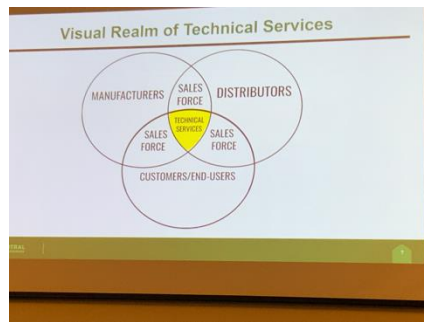 Visual Realm of Technical Services
MANUFACTURERS
SALES
FORCE
DISTRIBUTORS
TECHNICAL
SERVICES
SALES
FORCE
SALES
FORCE
CUSTOMERS/END-USERS